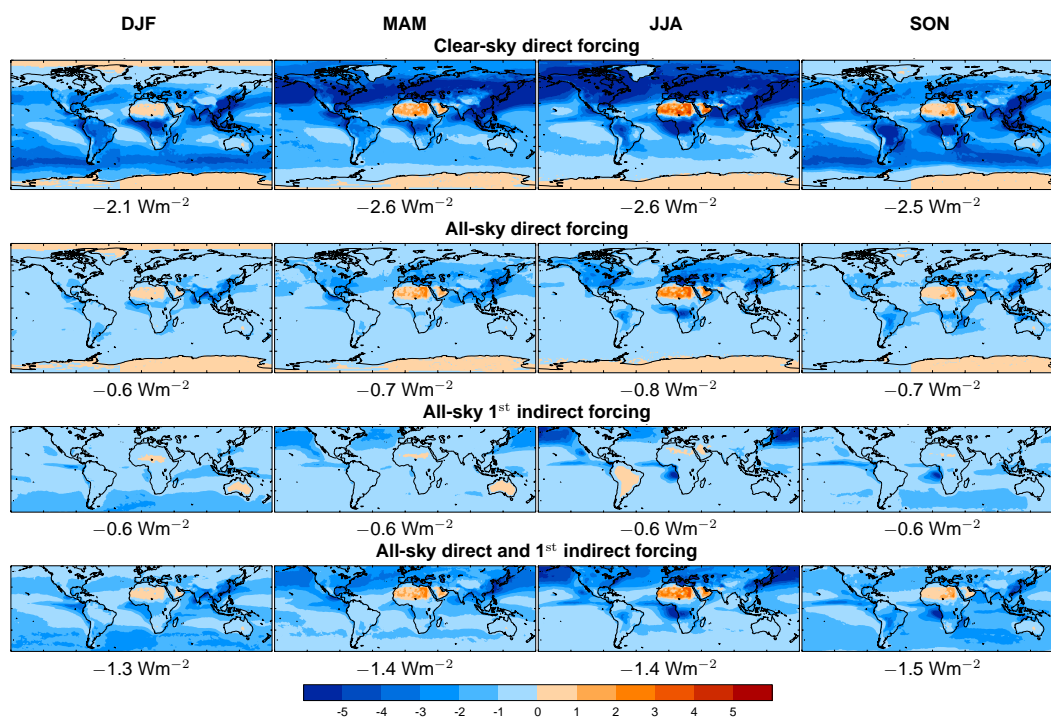 DJF MAM JJA SON
Clear-sky direct forcing
−2.1 Wm⁻² −2.6 Wm⁻² −2.6 Wm⁻² −2.5 Wm⁻²
All-sky direct forcing
−0.6 Wm⁻² −0.7 Wm⁻² −0.8 Wm⁻² −0.7 Wm⁻²
All-sky 1ˢᵗ indirect forcing
−0.6 Wm⁻² −0.6 Wm⁻² −0.6 Wm⁻² −0.6 Wm⁻²
All-sky direct and 1ˢᵗ indirect forcing
−1.3 Wm⁻² −1.4 Wm⁻² −1.4 Wm⁻² −1.5 Wm⁻²
-5 -4 -3 -2 -1 0 1 2 3 4 5